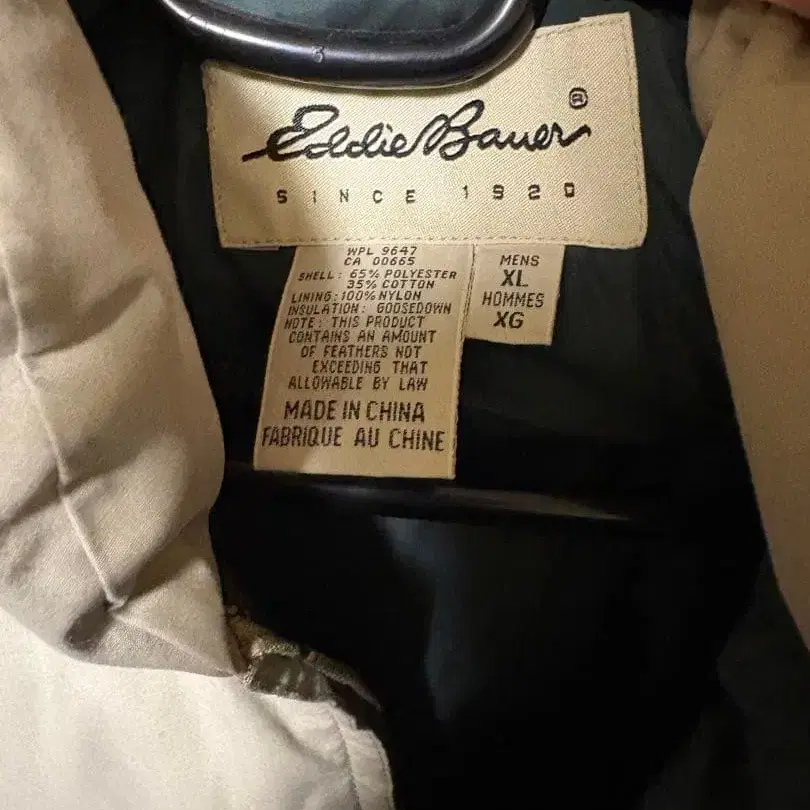 Eddie Bauer®
SINCE 1920
WPL 9647
CA 00665
SHELL: 65% POLYESTER
35% COTTON
LINING: 100% NYLON
INSULATION: GOOSEDOWN
NOTE: THIS PRODUCT
CONTAINS AN AMOUNT
OF FEATHERS NOT
EXCEEDING THAT
ALLOWABLE BY LAW
MADE IN CHINA
FABRIQUE AU CHINE
MENS
XL
HOMMES
XG
3